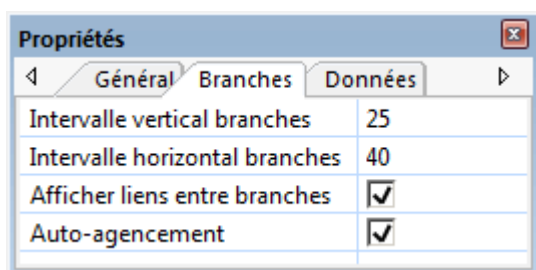 Propriétés
Général Branches Données
Intervalle vertical branches 25
Intervalle horizontal branches 40
Afficher liens entre branches
Auto-agencement